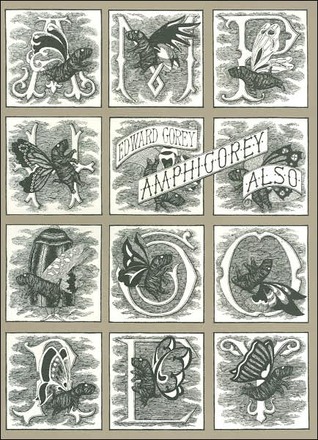 A M P
H
EDWARD GOREY
AMPHIGOREY
ALSO
I G O
R E Y